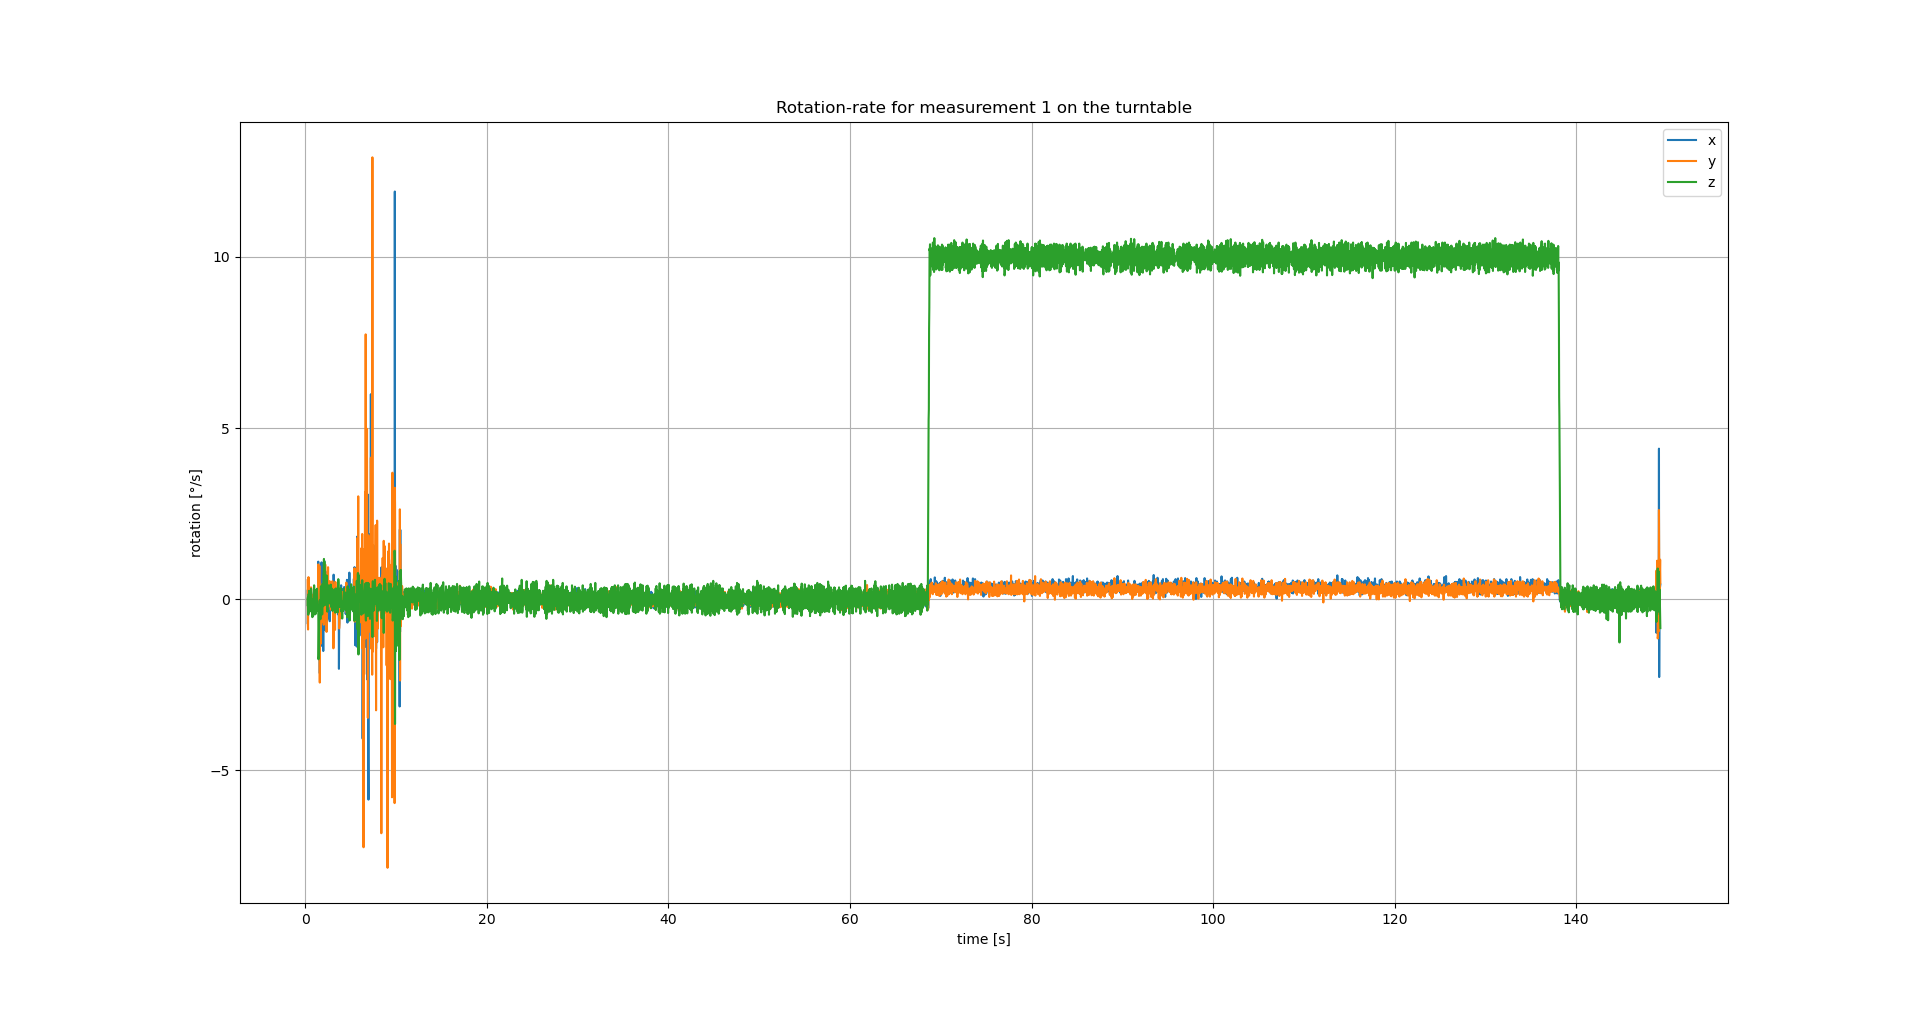 Rotation-rate for measurement 1 on the turntable
x
y
z
10
5
0
−5
rotation [°/s]
0 20 40 60 80 100 120 140
time [s]